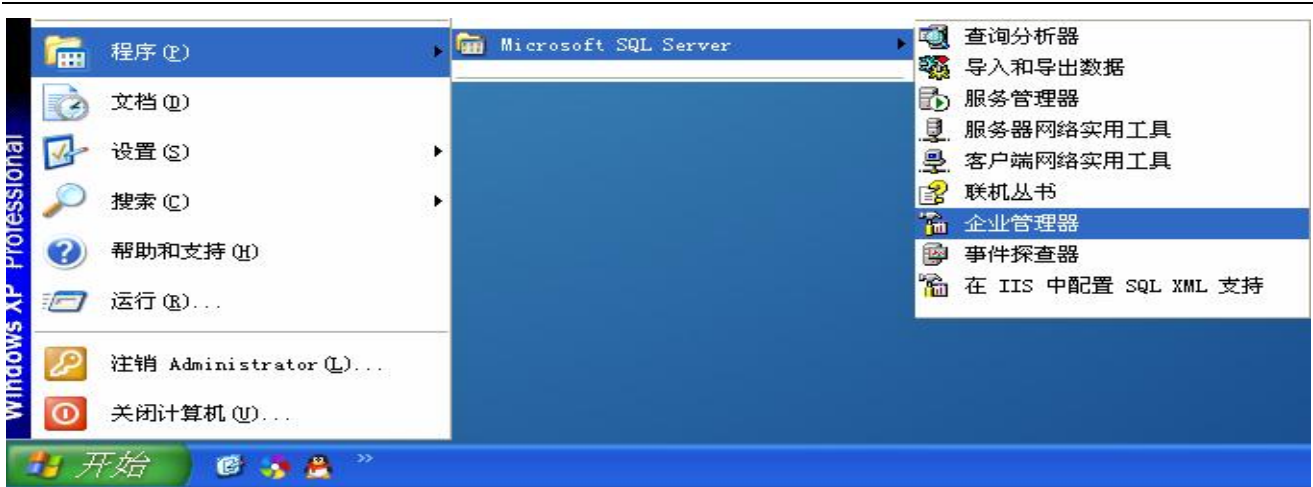 程序(P)
文档(D)
设置(S)
搜索(C)
帮助和支持(H)
运行(R)...
注销 Administrator(L)...
关闭计算机(U)...
Windows XP Professional
Microsoft SQL Server
查询分析器
导入和导出数据
服务管理器
服务器网络实用工具
客户端网络实用工具
联机丛书
企业管理器
事件探查器
在 IIS 中配置 SQL XML 支持
开始